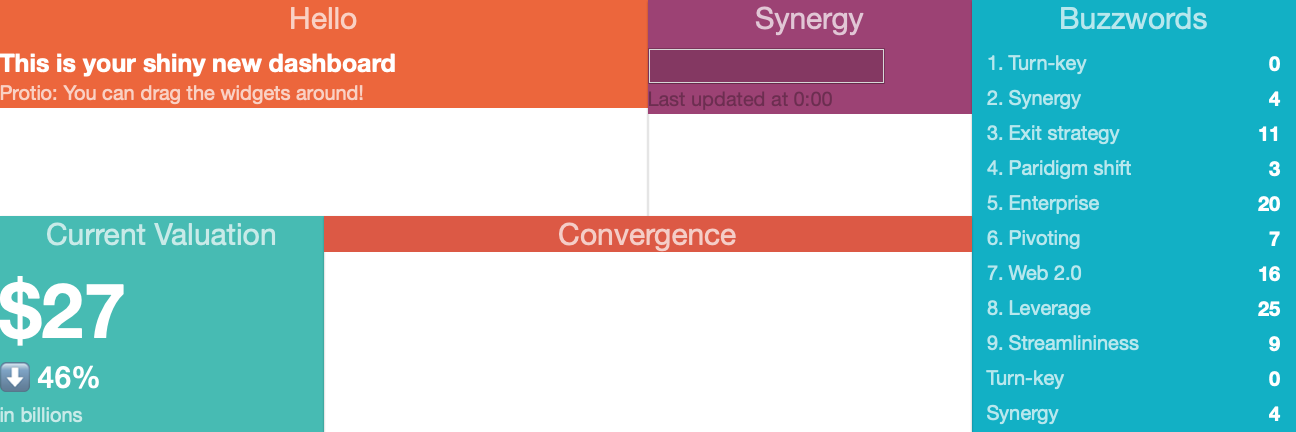 Hello
This is your shiny new dashboard
Protio: You can drag the widgets around!
Synergy
Last updated at 0:00
Buzzwords
1. Turn-key 0
2. Synergy 4
3. Exit strategy 11
4. Paridigm shift 3
5. Enterprise 20
6. Pivoting 7
7. Web 2.0 16
8. Leverage 25
9. Streamlininess 9
Turn-key 0
Synergy 4
Current Valuation
$27
⬇️ 46%
in billions
Convergence